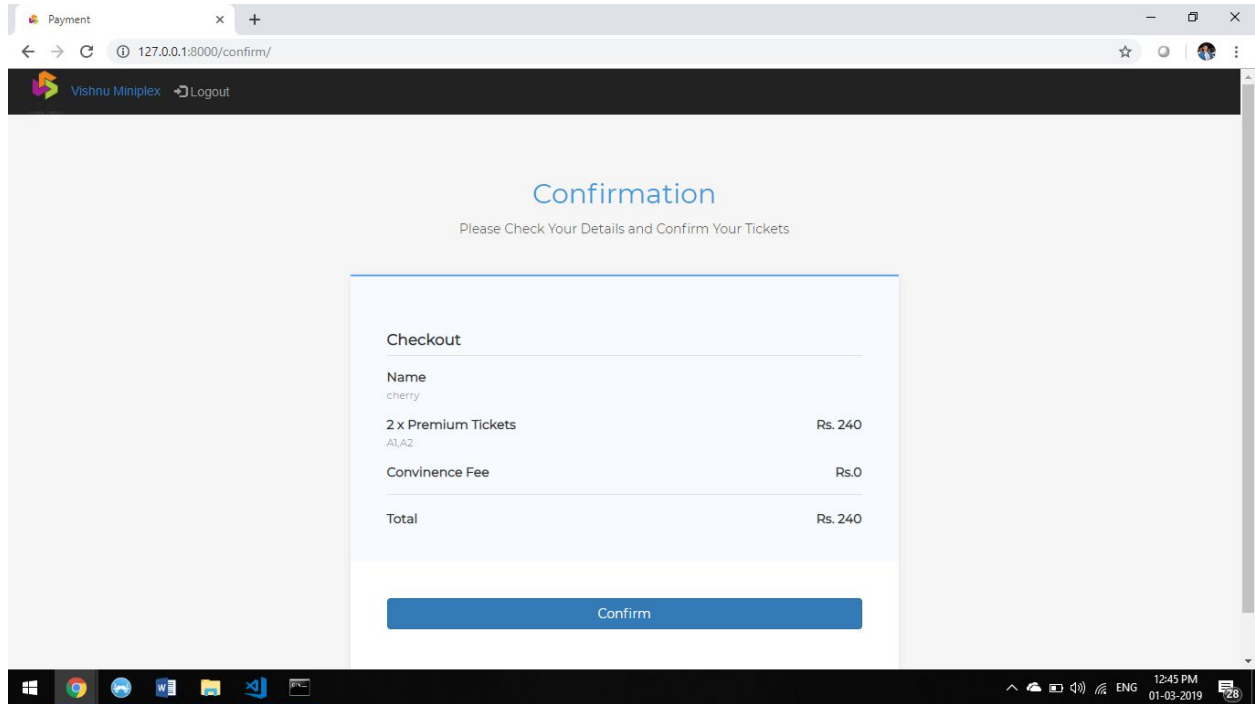 Payment
127.0.0.1:8000/confirm/
Vishnu Miniplex Logout
Confirmation
Please Check Your Details and Confirm Your Tickets
Checkout
Name
cherry
2 x Premium Tickets Rs. 240
A1,A2
Convinence Fee Rs.0
Total Rs. 240
Confirm
ENG 12:45 PM
01-03-2019 28